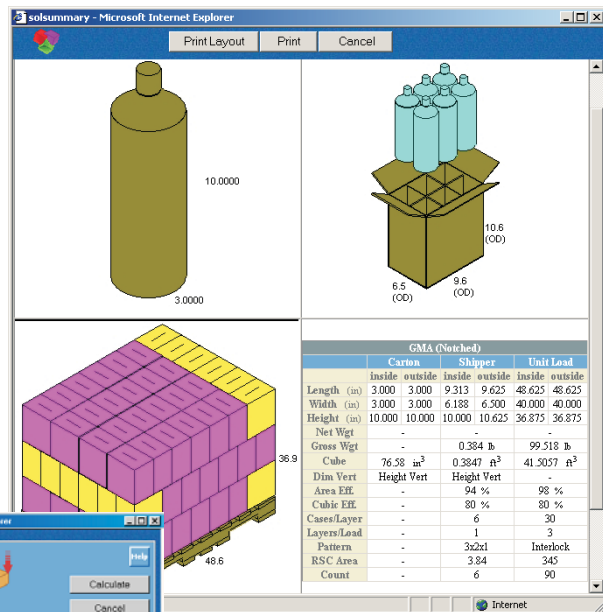 solsummary - Microsoft Internet Explorer
Print Layout Print Cancel
10.0000
3.0000
10.6
(OD)
6.5
(OD)
9.6
(OD)
36.9
48.6
GMA (Notched)
Carton Shipper Unit Load
inside outside inside outside inside outside
Length (in) 3.000 3.000 9.313 9.625 48.625 48.625
Width (in) 3.000 3.000 6.188 6.500 40.000 40.000
Height (in) 10.000 10.000 10.000 10.625 36.875 36.875
Net Wgt - - -
Gross Wgt - 0.384 lb 99.518 lb
Cube 76.58 in³ 0.3847 ft³ 41.5057 ft³
Dim Vert Height Vert Height Vert -
Area Eff. - 94 % 98 %
Cubic Eff. - 80 % 80 %
Cases/Layer - 6 30
Layers/Load - 1 3
Pattern - 3x2x1 Interlock
RSC Area - 3.84 345
Count - 6 90
orer
Help
Calculate
Cancel
Internet